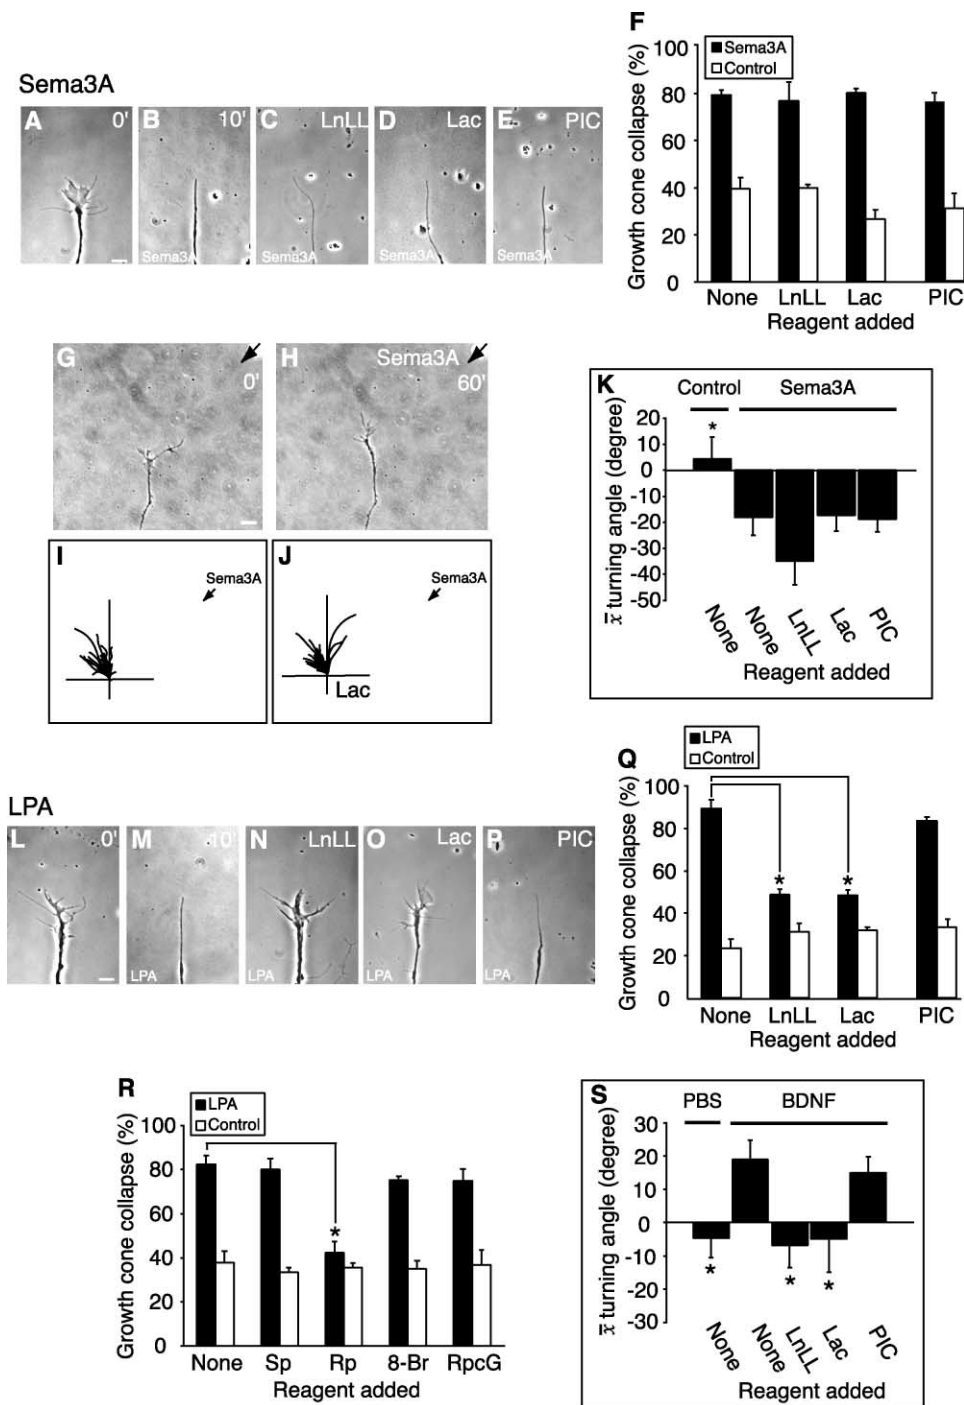 Sema3A
A 0'
B 10'
Sema3A
C LnLL
Sema3A
D Lac
Sema3A
E PIC
Sema3A
F
Growth cone collapse (%)
100
80
60
40
20
0
Sema3A
Control
None LnLL Lac PIC
Reagent added
G 0'
H Sema3A
60'
I
Sema3A
J
Sema3A
Lac
K
Control Sema3A
x̄ turning angle (degree)
20
10
0
-10
-20
-30
-40
-50
*
None None LnLL Lac PIC
Reagent added
LPA
L 0'
M 10'
LPA
N LnLL
LPA
O Lac
LPA
P PIC
LPA
Q
LPA
Control
Growth cone collapse (%)
100
80
60
40
20
0
* *
None LnLL Lac PIC
Reagent added
R
LPA
Control
Growth cone collapse (%)
100
80
60
40
20
0
*
None Sp Rp 8-Br RpcG
Reagent added
S
PBS BDNF
x̄ turning angle (degree)
30
20
10
0
-10
-20
-30
* * *
None None LnLL Lac PIC
Reagent added